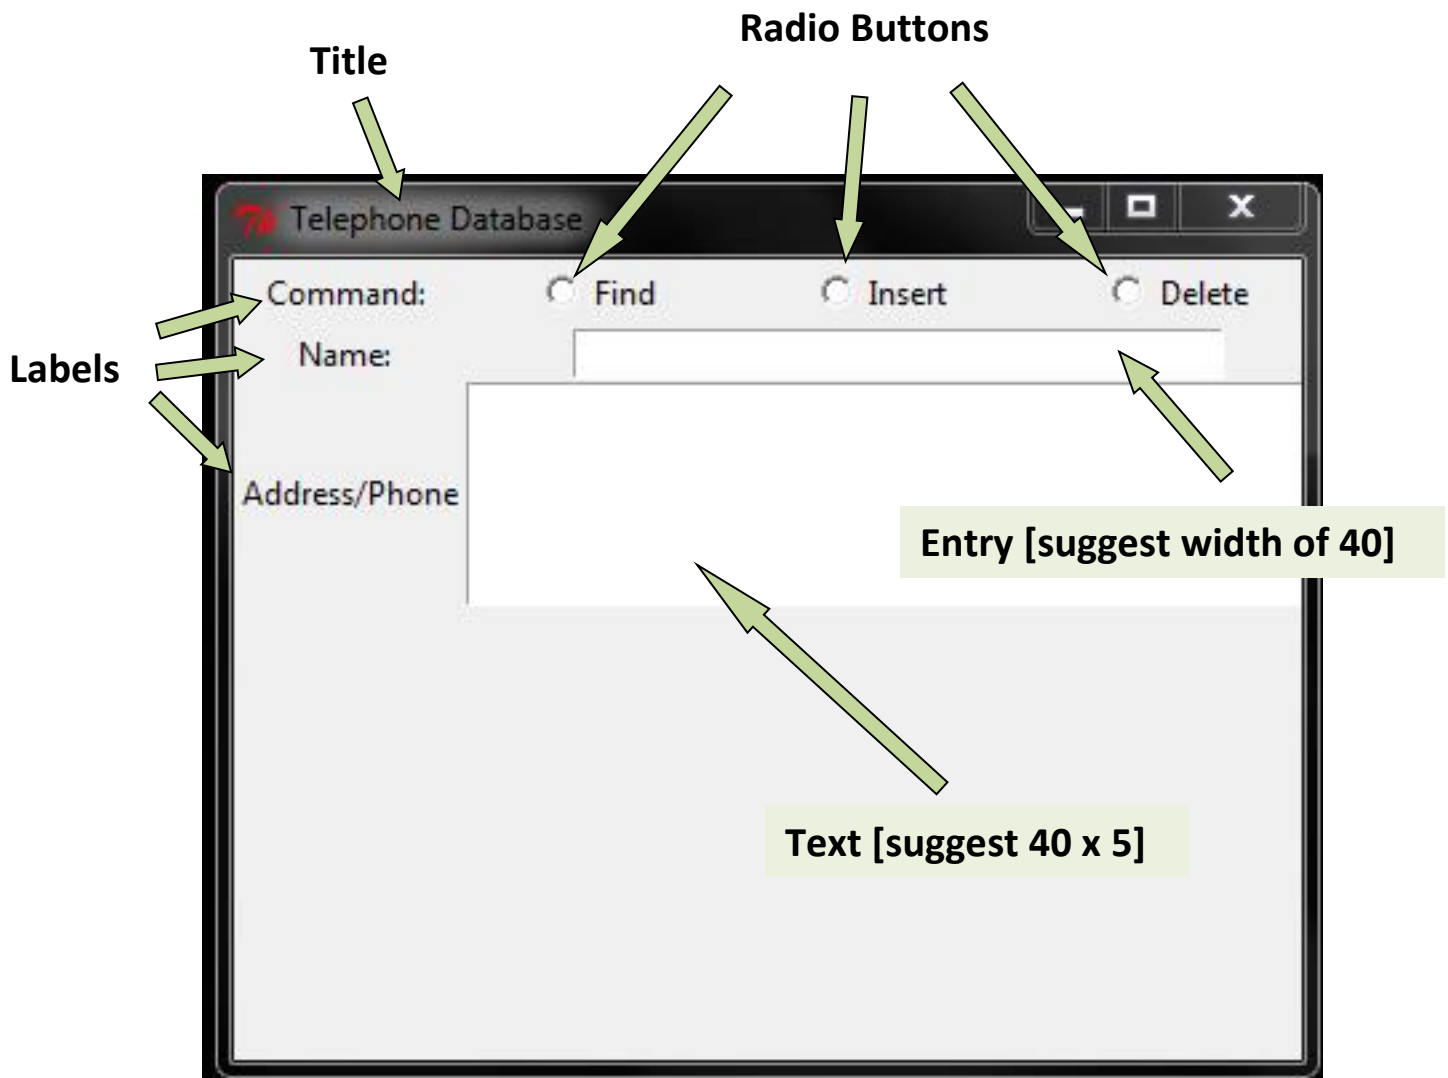 Radio Buttons
Title
Telephone Database
Command:
Find
Insert
Delete
Name:
Labels
Address/Phone
Entry [suggest width of 40]
Text [suggest 40 x 5]